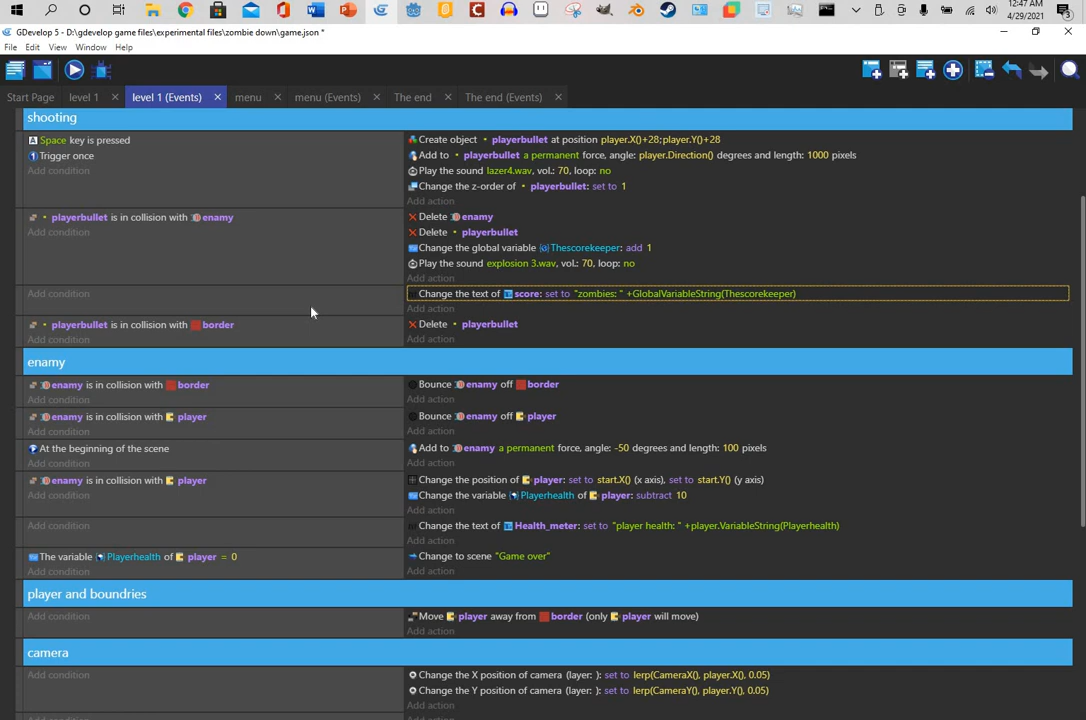 12:47 AM
4/29/2021
3
GDevelop 5 - D:\gdevelop game files\experimental files\zombie down\game.json *
File Edit View Window Help
Start Page level 1 level 1 (Events) menu menu (Events) The end The end (Events)
shooting
Space key is pressed
Trigger once
Add condition
Create object playerbullet at position player.X()+28;player.Y()+28
Add to playerbullet a permanent force, angle: player.Direction() degrees and length: 1000 pixels
Play the sound lazer4.wav, vol.: 70, loop: no
Change the z-order of playerbullet: set to 1
Add action
playerbullet is in collision with enamy
Add condition
Delete enamy
Delete playerbullet
Change the global variable Thescorekeeper: add 1
Play the sound explosion 3.wav, vol.: 70, loop: no
Add action
Add condition
Change the text of score: set to "zombies: " +GlobalVariableString(Thescorekeeper)
Add action
playerbullet is in collision with border
Add condition
Delete playerbullet
Add action
enamy
enamy is in collision with border
Add condition
Bounce enamy off border
Add action
enamy is in collision with player
Add condition
Bounce enamy off player
Add action
At the beginning of the scene
Add condition
Add to enamy a permanent force, angle: -50 degrees and length: 100 pixels
Add action
enamy is in collision with player
Add condition
Change the position of player: set to start.X() (x axis), set to start.Y() (y axis)
Change the variable Playerhealth of player: subtract 10
Add action
Add condition
Change the text of Health_meter: set to "player health: " +player.VariableString(Playerhealth)
Add action
The variable Playerhealth of player = 0
Add condition
Change to scene "Game over"
Add action
player and boundries
Add condition
Move player away from border (only player will move)
Add action
camera
Add condition
Change the X position of camera (layer: ): set to lerp(CameraX(), player.X(), 0.05)
Change the Y position of camera (layer: ): set to lerp(CameraY(), player.Y(), 0.05)
Add action